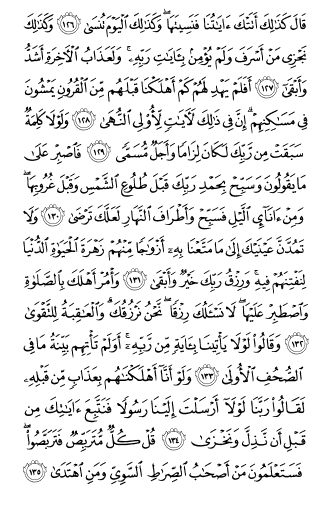 قَالَ كَذَٰلِكَ أَتَتْكَ ءَايَٰتُنَا فَنَسِيتَهَا ۖ وَكَذَٰلِكَ ٱلْيَوْمَ تُنسَىٰ ۝١٢٦ وَكَذَٰلِكَ
نَجْزِى مَنْ أَسْرَفَ وَلَمْ يُؤْمِنۢ بِـَٔايَٰتِ رَبِّهِۦ ۚ وَلَعَذَابُ ٱلْءَاخِرَةِ أَشَدُّ
وَأَبْقَىٰٓ ۝١٢٧ أَفَلَمْ يَهْدِ لَهُمْ كَمْ أَهْلَكْنَا قَبْلَهُم مِّنَ ٱلْقُرُونِ يَمْشُونَ
فِى مَسَٰكِنِهِمْ ۗ إِنَّ فِى ذَٰلِكَ لَءَايَٰتٍ لِّأُو۟لِى ٱلنُّهَىٰ ۝١٢٨ وَلَوْلَا كَلِمَةٌ
سَبَقَتْ مِن رَّبِّكَ لَكَانَ لِزَامًا وَأَجَلٌ مُّسَمًّى ۝١٢٩ فَٱصْبِرْ عَلَىٰ
مَا يَقُولُونَ وَسَبِّحْ بِحَمْدِ رَبِّكَ قَبْلَ طُلُوعِ ٱلشَّمْسِ وَقَبْلَ غُرُوبِهَا ۖ
وَمِنْ ءَانَآئِ ٱلَّيْلِ فَسَبِّحْ وَأَطْرَافَ ٱلنَّهَارِ لَعَلَّكَ تَرْضَىٰ ۝١٣٠ وَلَا
تَمُدَّنَّ عَيْنَيْكَ إِلَىٰ مَا مَتَّعْنَا بِهِۦٓ أَزْوَٰجًا مِّنْهُمْ زَهْرَةَ ٱلْحَيَوٰةِ ٱلدُّنْيَا
لِنَفْتِنَهُمْ فِيهِ ۚ وَرِزْقُ رَبِّكَ خَيْرٌ وَأَبْقَىٰ ۝١٣١ وَأْمُرْ أَهْلَكَ بِٱلصَّلَوٰةِ
وَٱصْطَبِرْ عَلَيْهَا ۖ لَا نَسْـَٔلُكَ رِزْقًا ۖ نَّحْنُ نَرْزُقُكَ ۗ وَٱلْعَٰقِبَةُ لِلتَّقْوَىٰ
۝١٣٢ وَقَالُوا۟ لَوْلَا يَأْتِينَا بِـَٔايَةٍ مِّن رَّبِّهِۦٓ ۚ أَوَلَمْ تَأْتِهِم بَيِّنَةُ مَا فِى
ٱلصُّحُفِ ٱلْأُولَىٰ ۝١٣٣ وَلَوْ أَنَّآ أَهْلَكْنَٰهُم بِعَذَابٍ مِّن قَبْلِهِۦ
لَقَالُوا۟ رَبَّنَا لَوْلَآ أَرْسَلْتَ إِلَيْنَا رَسُولًا فَنَتَّبِعَ ءَايَٰتِكَ مِن
قَبْلِ أَن نَّذِلَّ وَنَخْزَىٰ ۝١٣٤ قُلْ كُلٌّ مُّتَرَبِّصٌ فَتَرَبَّصُوا۟ ۖ
فَسَتَعْلَمُونَ مَنْ أَصْحَٰبُ ٱلصِّرَٰطِ ٱلسَّوِىِّ وَمَنِ ٱهْتَدَىٰ ۝١٣٥